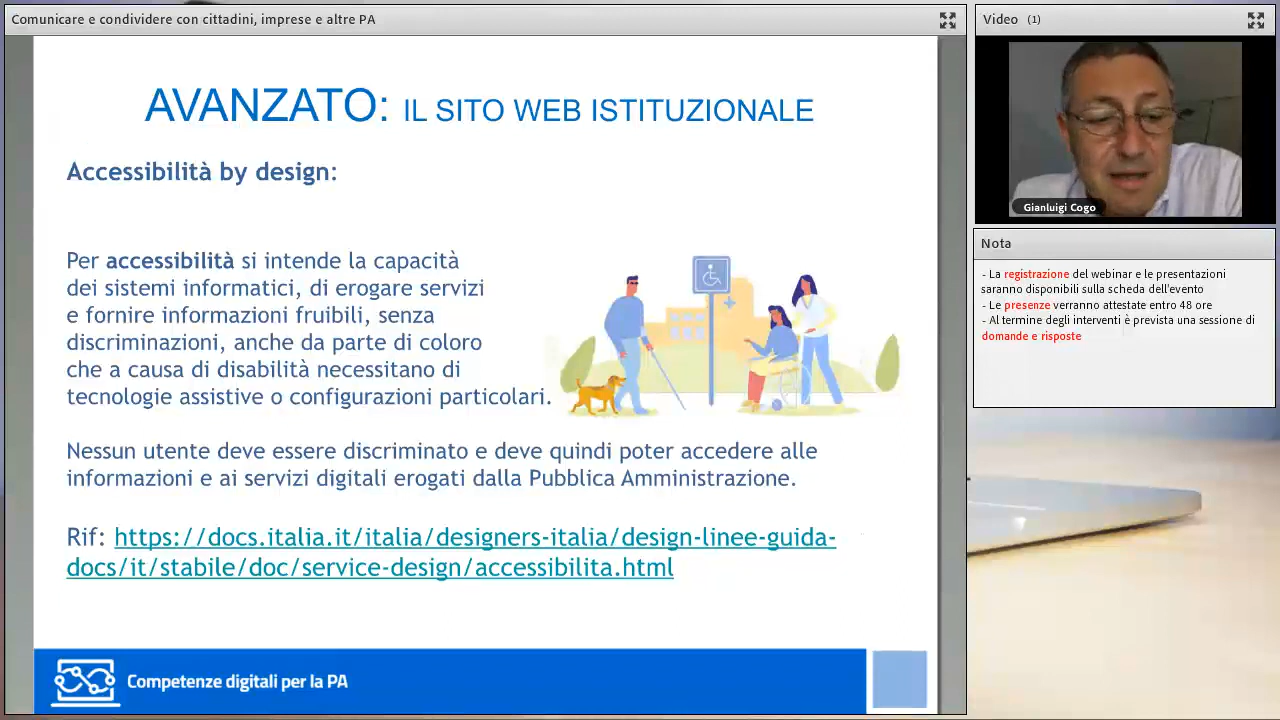 Comunicare e condividere con cittadini, imprese e altre PA
AVANZATO: IL SITO WEB ISTITUZIONALE
Accessibilità by design:
Per accessibilità si intende la capacità
dei sistemi informatici, di erogare servizi
e fornire informazioni fruibili, senza
discriminazioni, anche da parte di coloro
che a causa di disabilità necessitano di
tecnologie assistive o configurazioni particolari.
Nessun utente deve essere discriminato e deve quindi poter accedere alle
informazioni e ai servizi digitali erogati dalla Pubblica Amministrazione.
Rif: https://docs.italia.it/italia/designers-italia/design-linee-guida-
docs/it/stabile/doc/service-design/accessibilita.html
Competenze digitali per la PA
Video (1)
Gianluigi Cogo
Nota
- La registrazione del webinar e le presentazioni
saranno disponibili sulla scheda dell'evento
- Le presenze verranno attestate entro 48 ore
- Al termine degli interventi è prevista una sessione di
domande e risposte